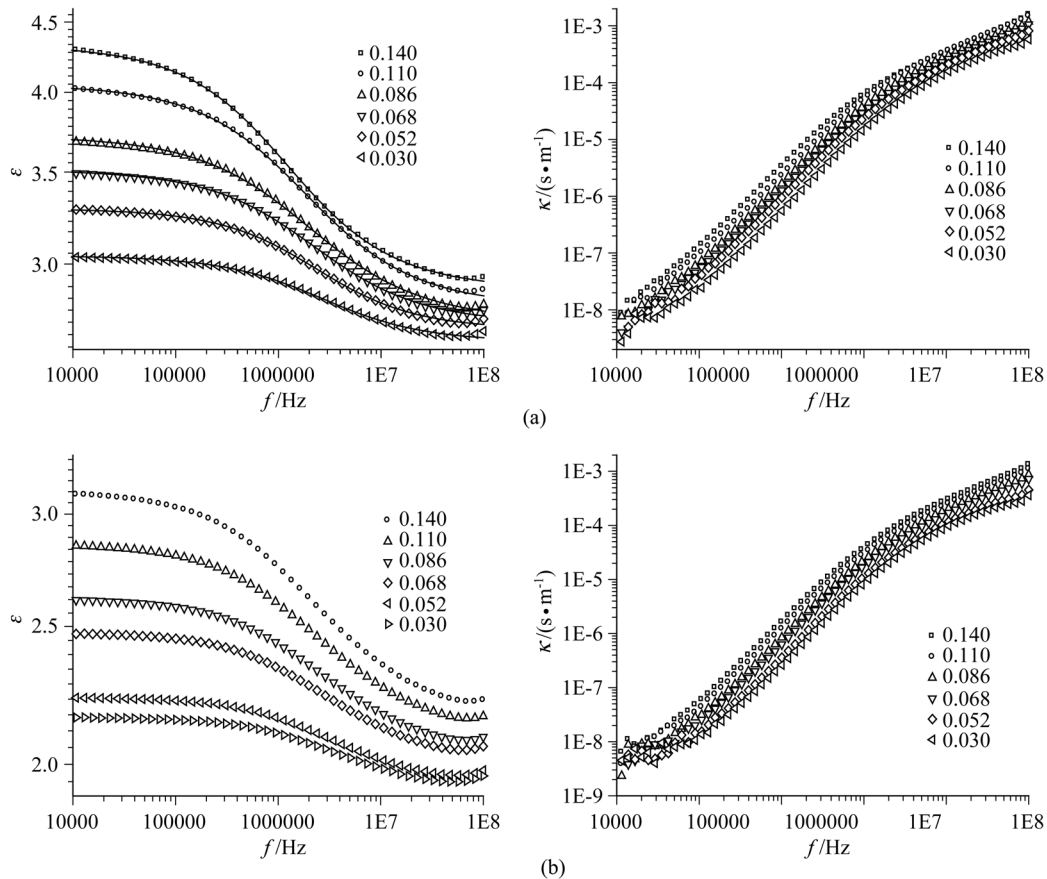 4.5
4.0
3.5
3.0
ε
10000 100000 1000000 1E7 1E8
f/Hz
0.140
0.110
0.086
0.068
0.052
0.030
1E-3
1E-4
1E-5
1E-6
1E-7
1E-8
κ/(s•m⁻¹)
10000 100000 1000000 1E7 1E8
f/Hz
0.140
0.110
0.086
0.068
0.052
0.030
(a)
3.0
2.5
2.0
ε
10000 100000 1000000 1E7 1E8
f/Hz
0.140
0.110
0.086
0.068
0.052
0.030
1E-3
1E-4
1E-5
1E-6
1E-7
1E-8
1E-9
κ/(s•m⁻¹)
10000 100000 1000000 1E7 1E8
f/Hz
0.140
0.110
0.086
0.068
0.052
0.030
(b)